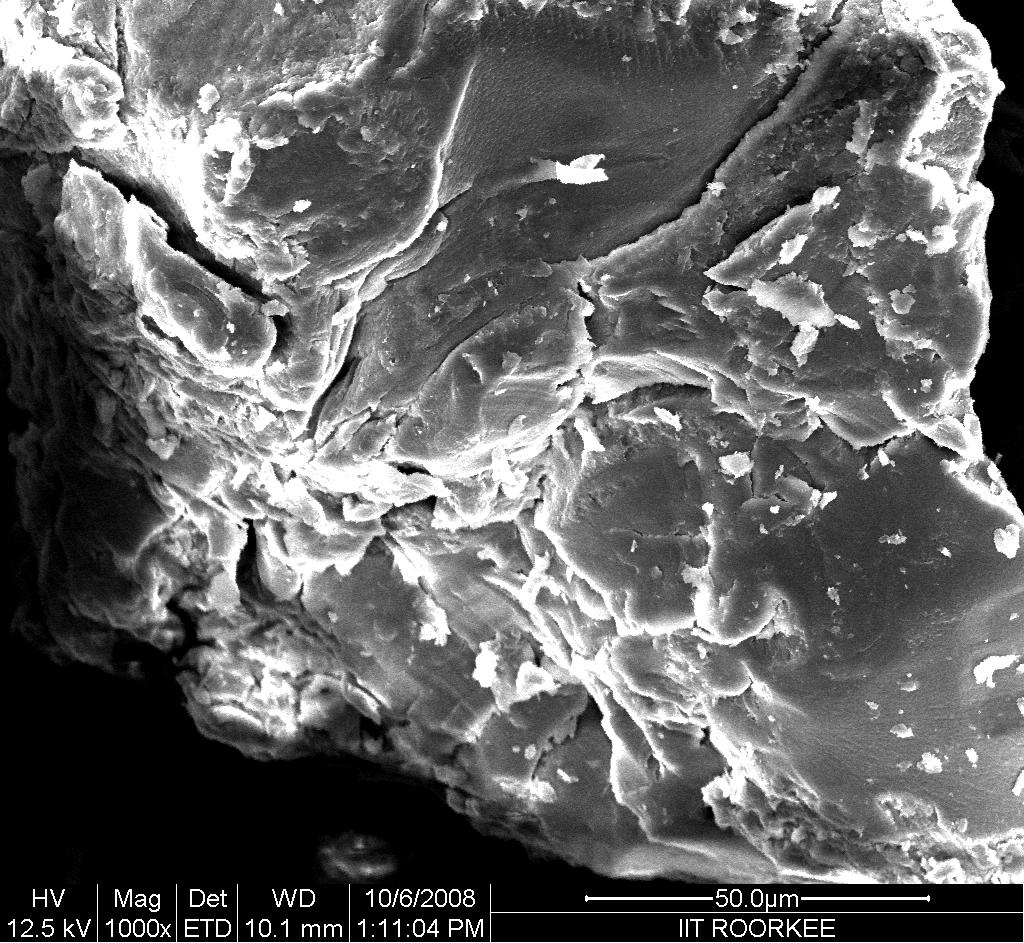 HV Mag Det WD 10/6/2008 50.0µm
12.5 kV 1000x ETD 10.1 mm 1:11:04 PM IIT ROORKEE